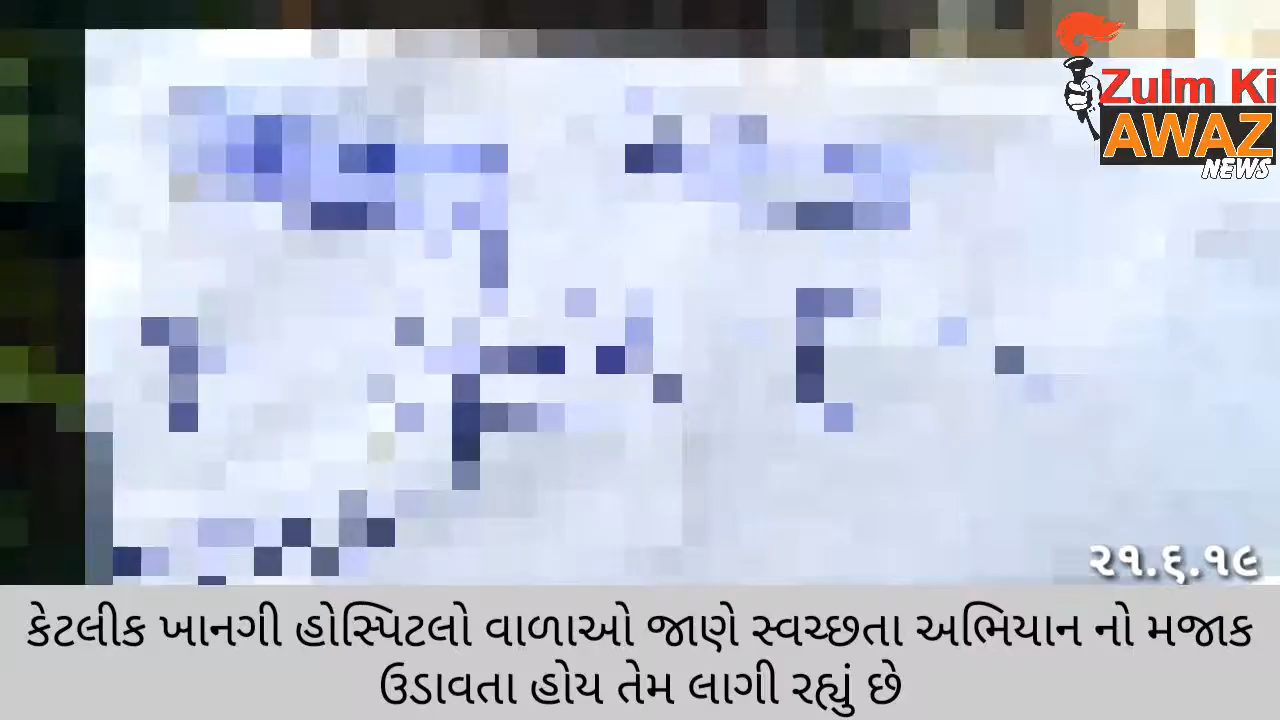 Zulm Ki
AWAZ
NEWS
૨૧.૬.૧૯
કેટલીક ખાનગી હોસ્પિટલો વાળાઓ જાણે સ્વચ્છતા અભિયાન નો મજાક
ઉડાવતા હોય તેમ લાગી રહ્યું છે